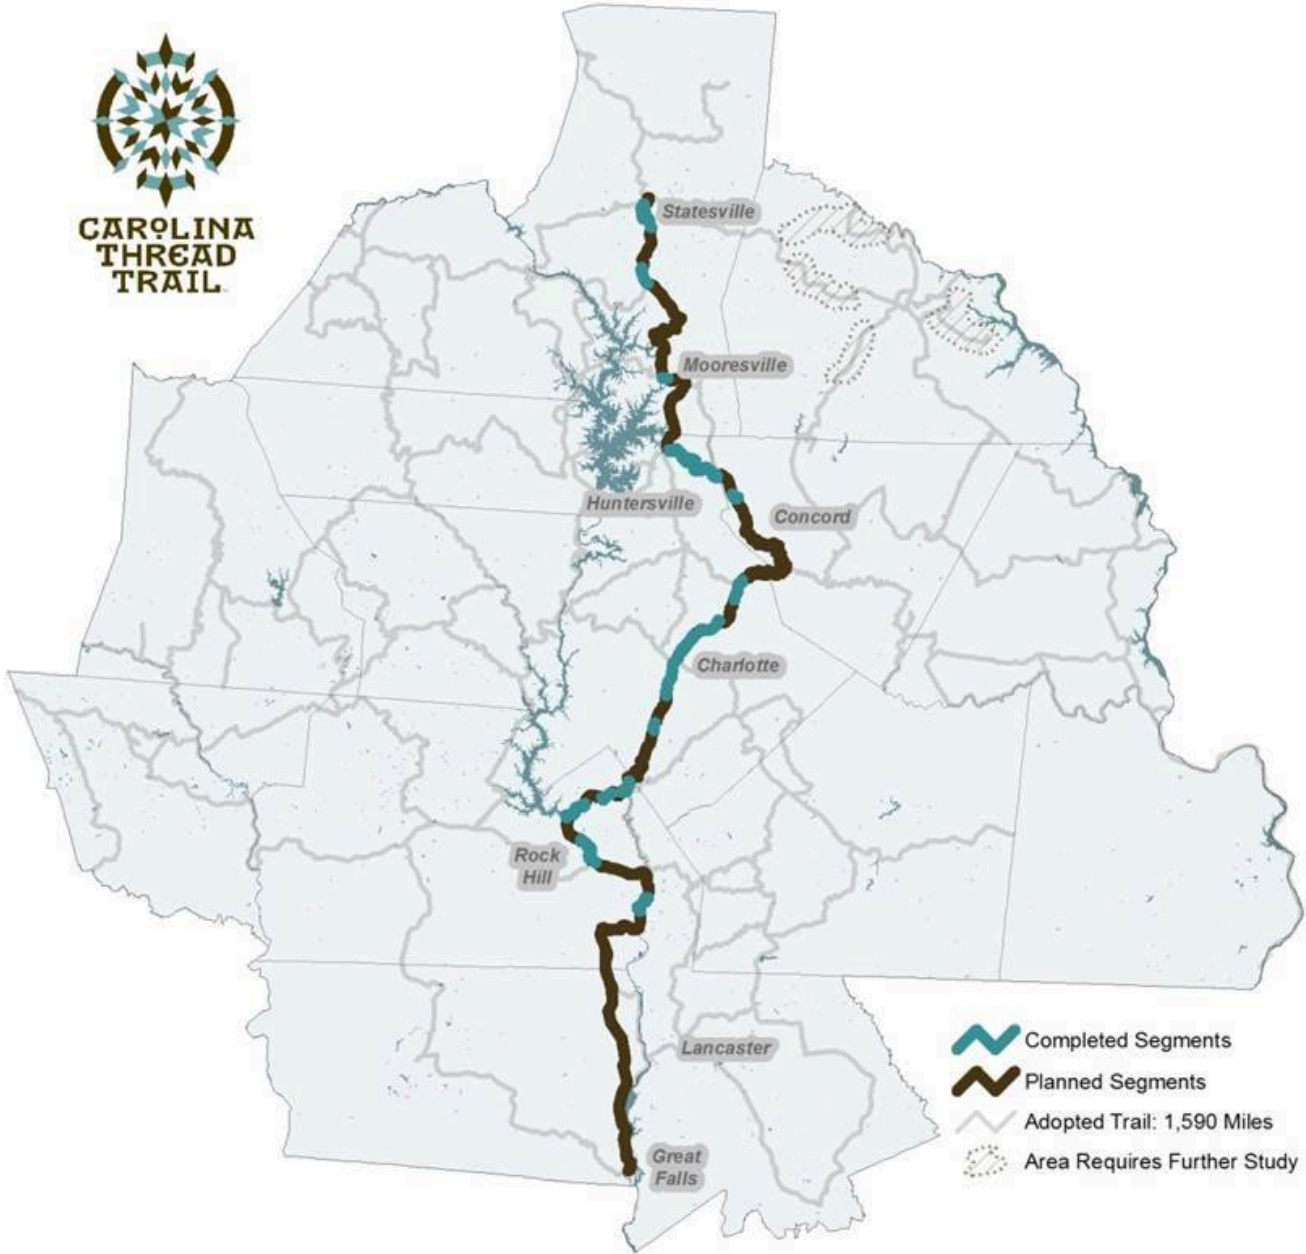 CAROLINA
THREAD
TRAIL
Statesville
Mooresville
Huntersville
Concord
Charlotte
Rock
Hill
Lancaster
Great
Falls
Completed Segments
Planned Segments
Adopted Trail: 1,590 Miles
Area Requires Further Study